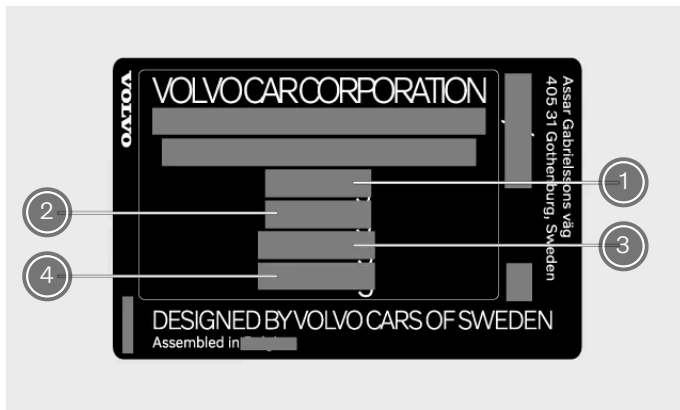 VOLVO
VOLVO CAR CORPORATION
Assar Gabrielssons väg
405 31 Gothenburg, Sweden
1
2
3
4
DESIGNED BY VOLVO CARS OF SWEDEN
Assembled in